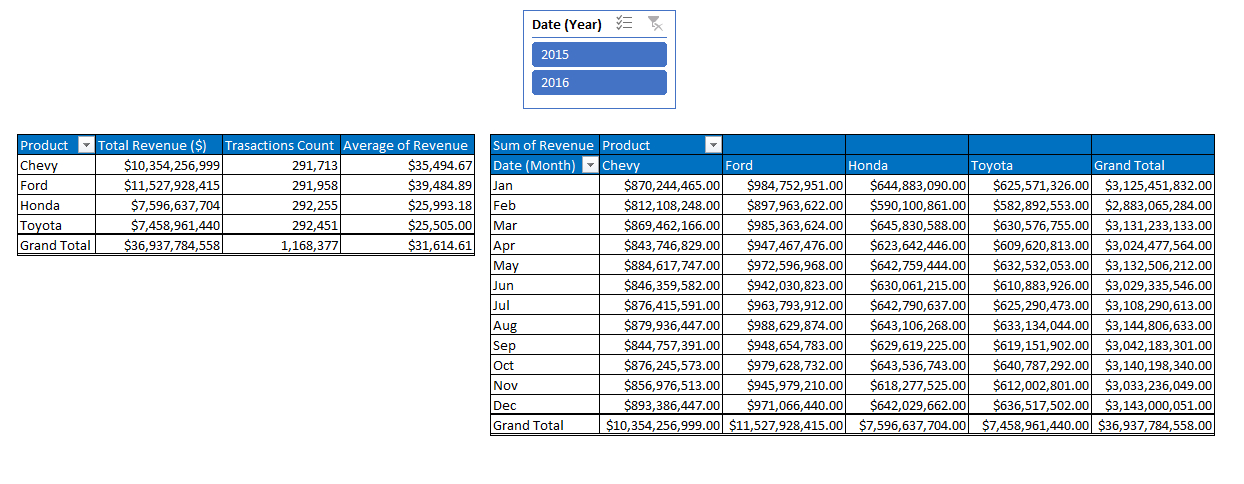 Date (Year)
2015
2016
Product Total Revenue ($) Trasactions Count Average of Revenue
Chevy $10,354,256,999 291,713 $35,494.67
Ford $11,527,928,415 291,958 $39,484.89
Honda $7,596,637,704 292,255 $25,993.18
Toyota $7,458,961,440 292,451 $25,505.00
Grand Total $36,937,784,558 1,168,377 $31,614.61
Sum of Revenue Product
Date (Month) Chevy Ford Honda Toyota Grand Total
Jan $870,244,465.00 $984,752,951.00 $644,883,090.00 $625,571,326.00 $3,125,451,832.00
Feb $812,108,248.00 $897,963,622.00 $590,100,861.00 $582,892,553.00 $2,883,065,284.00
Mar $869,462,166.00 $985,363,624.00 $645,830,588.00 $630,576,755.00 $3,131,233,133.00
Apr $843,746,829.00 $947,467,476.00 $623,642,446.00 $609,620,813.00 $3,024,477,564.00
May $884,617,747.00 $972,596,968.00 $642,759,444.00 $632,532,053.00 $3,132,506,212.00
Jun $846,359,582.00 $942,030,823.00 $630,061,215.00 $610,883,926.00 $3,029,335,546.00
Jul $876,415,591.00 $963,793,912.00 $642,790,637.00 $625,290,473.00 $3,108,290,613.00
Aug $879,936,447.00 $988,629,874.00 $643,106,268.00 $633,134,044.00 $3,144,806,633.00
Sep $844,757,391.00 $948,654,783.00 $629,619,225.00 $619,151,902.00 $3,042,183,301.00
Oct $876,245,573.00 $979,628,732.00 $643,536,743.00 $640,787,292.00 $3,140,198,340.00
Nov $856,976,513.00 $945,979,210.00 $618,277,525.00 $612,002,801.00 $3,033,236,049.00
Dec $893,386,447.00 $971,066,440.00 $642,029,662.00 $636,517,502.00 $3,143,000,051.00
Grand Total $10,354,256,999.00 $11,527,928,415.00 $7,596,637,704.00 $7,458,961,440.00 $36,937,784,558.00